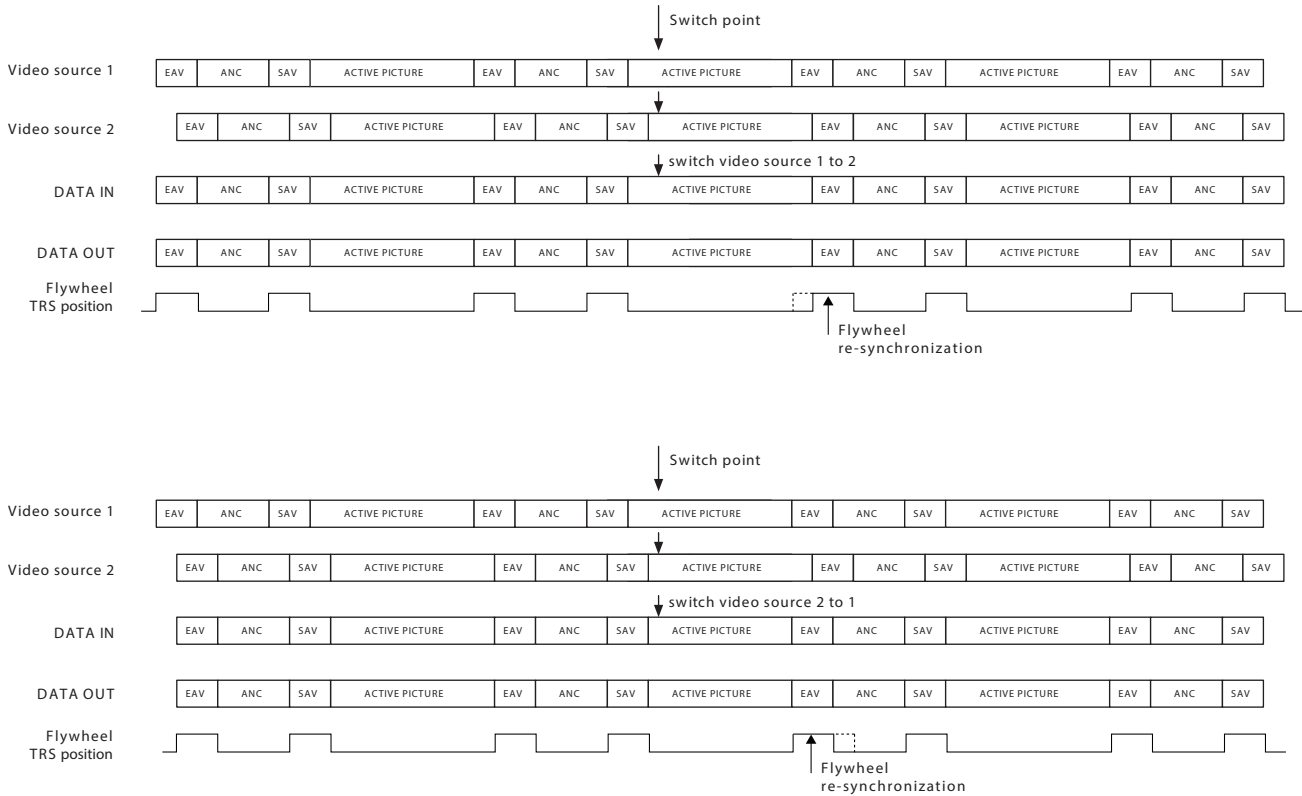 Switch point
Video source 1 EAV ANC SAV ACTIVE PICTURE EAV ANC SAV ACTIVE PICTURE EAV ANC SAV ACTIVE PICTURE EAV ANC SAV
Video source 2 EAV ANC SAV ACTIVE PICTURE EAV ANC SAV ACTIVE PICTURE EAV ANC SAV ACTIVE PICTURE EAV ANC SAV
switch video source 1 to 2
DATA IN EAV ANC SAV ACTIVE PICTURE EAV ANC SAV ACTIVE PICTURE EAV ANC SAV ACTIVE PICTURE EAV ANC SAV
DATA OUT EAV ANC SAV ACTIVE PICTURE EAV ANC SAV ACTIVE PICTURE EAV ANC SAV ACTIVE PICTURE EAV ANC SAV
Flywheel
TRS position
Flywheel
re-synchronization
Switch point
Video source 1 EAV ANC SAV ACTIVE PICTURE EAV ANC SAV ACTIVE PICTURE EAV ANC SAV ACTIVE PICTURE EAV ANC SAV
Video source 2 EAV ANC SAV ACTIVE PICTURE EAV ANC SAV ACTIVE PICTURE EAV ANC SAV ACTIVE PICTURE EAV ANC SAV
switch video source 2 to 1
DATA IN EAV ANC SAV ACTIVE PICTURE EAV ANC SAV ACTIVE PICTURE EAV ANC SAV ACTIVE PICTURE EAV ANC SAV
DATA OUT EAV ANC SAV ACTIVE PICTURE EAV ANC SAV ACTIVE PICTURE EAV ANC SAV ACTIVE PICTURE EAV ANC SAV
Flywheel
TRS position
Flywheel
re-synchronization